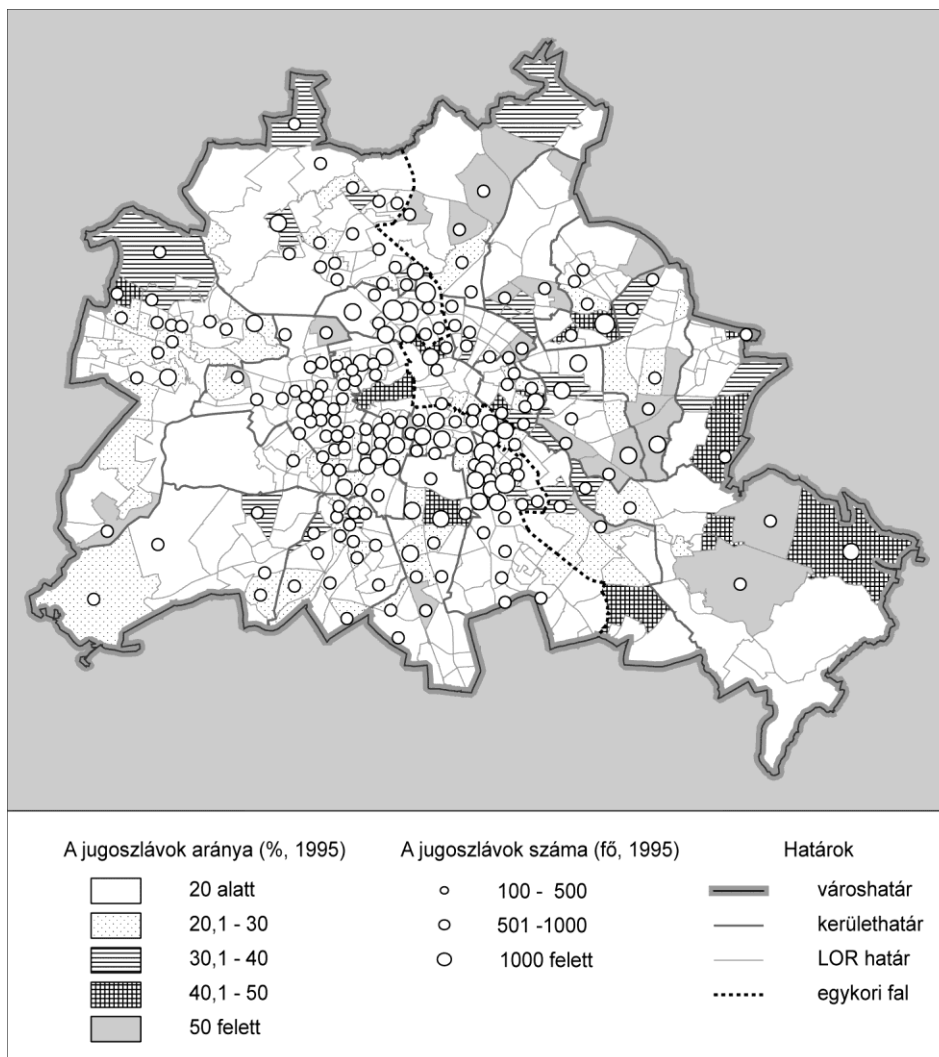 A jugoszlávok aránya (%, 1995)
20 alatt
20,1 - 30
30,1 - 40
40,1 - 50
50 felett
A jugoszlávok száma (fő, 1995)
100 - 500
501 -1000
1000 felett
Határok
városhatár
kerülethatár
LOR határ
egykori fal